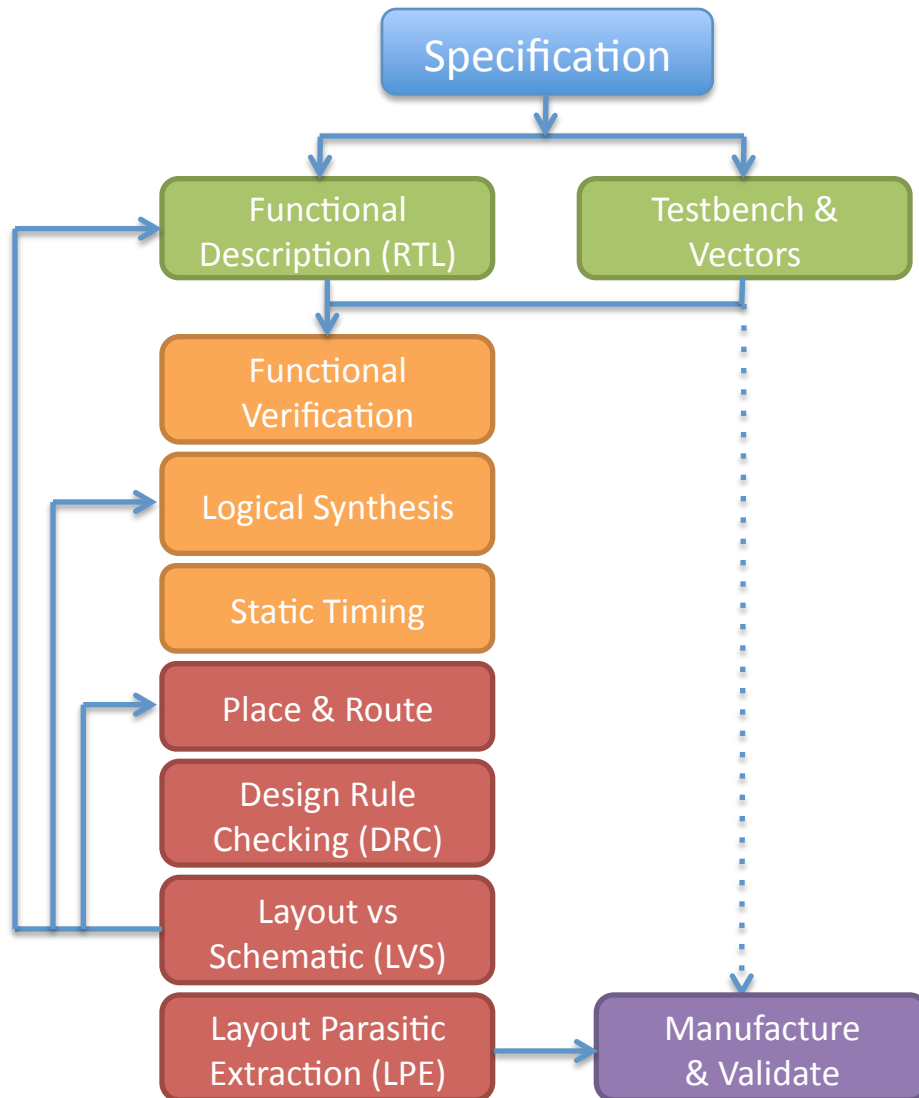 Specification
Functional
Description (RTL)
Testbench &
Vectors
Functional
Verification
Logical Synthesis
Static Timing
Place & Route
Design Rule
Checking (DRC)
Layout vs
Schematic (LVS)
Layout Parasitic
Extraction (LPE)
Manufacture
& Validate